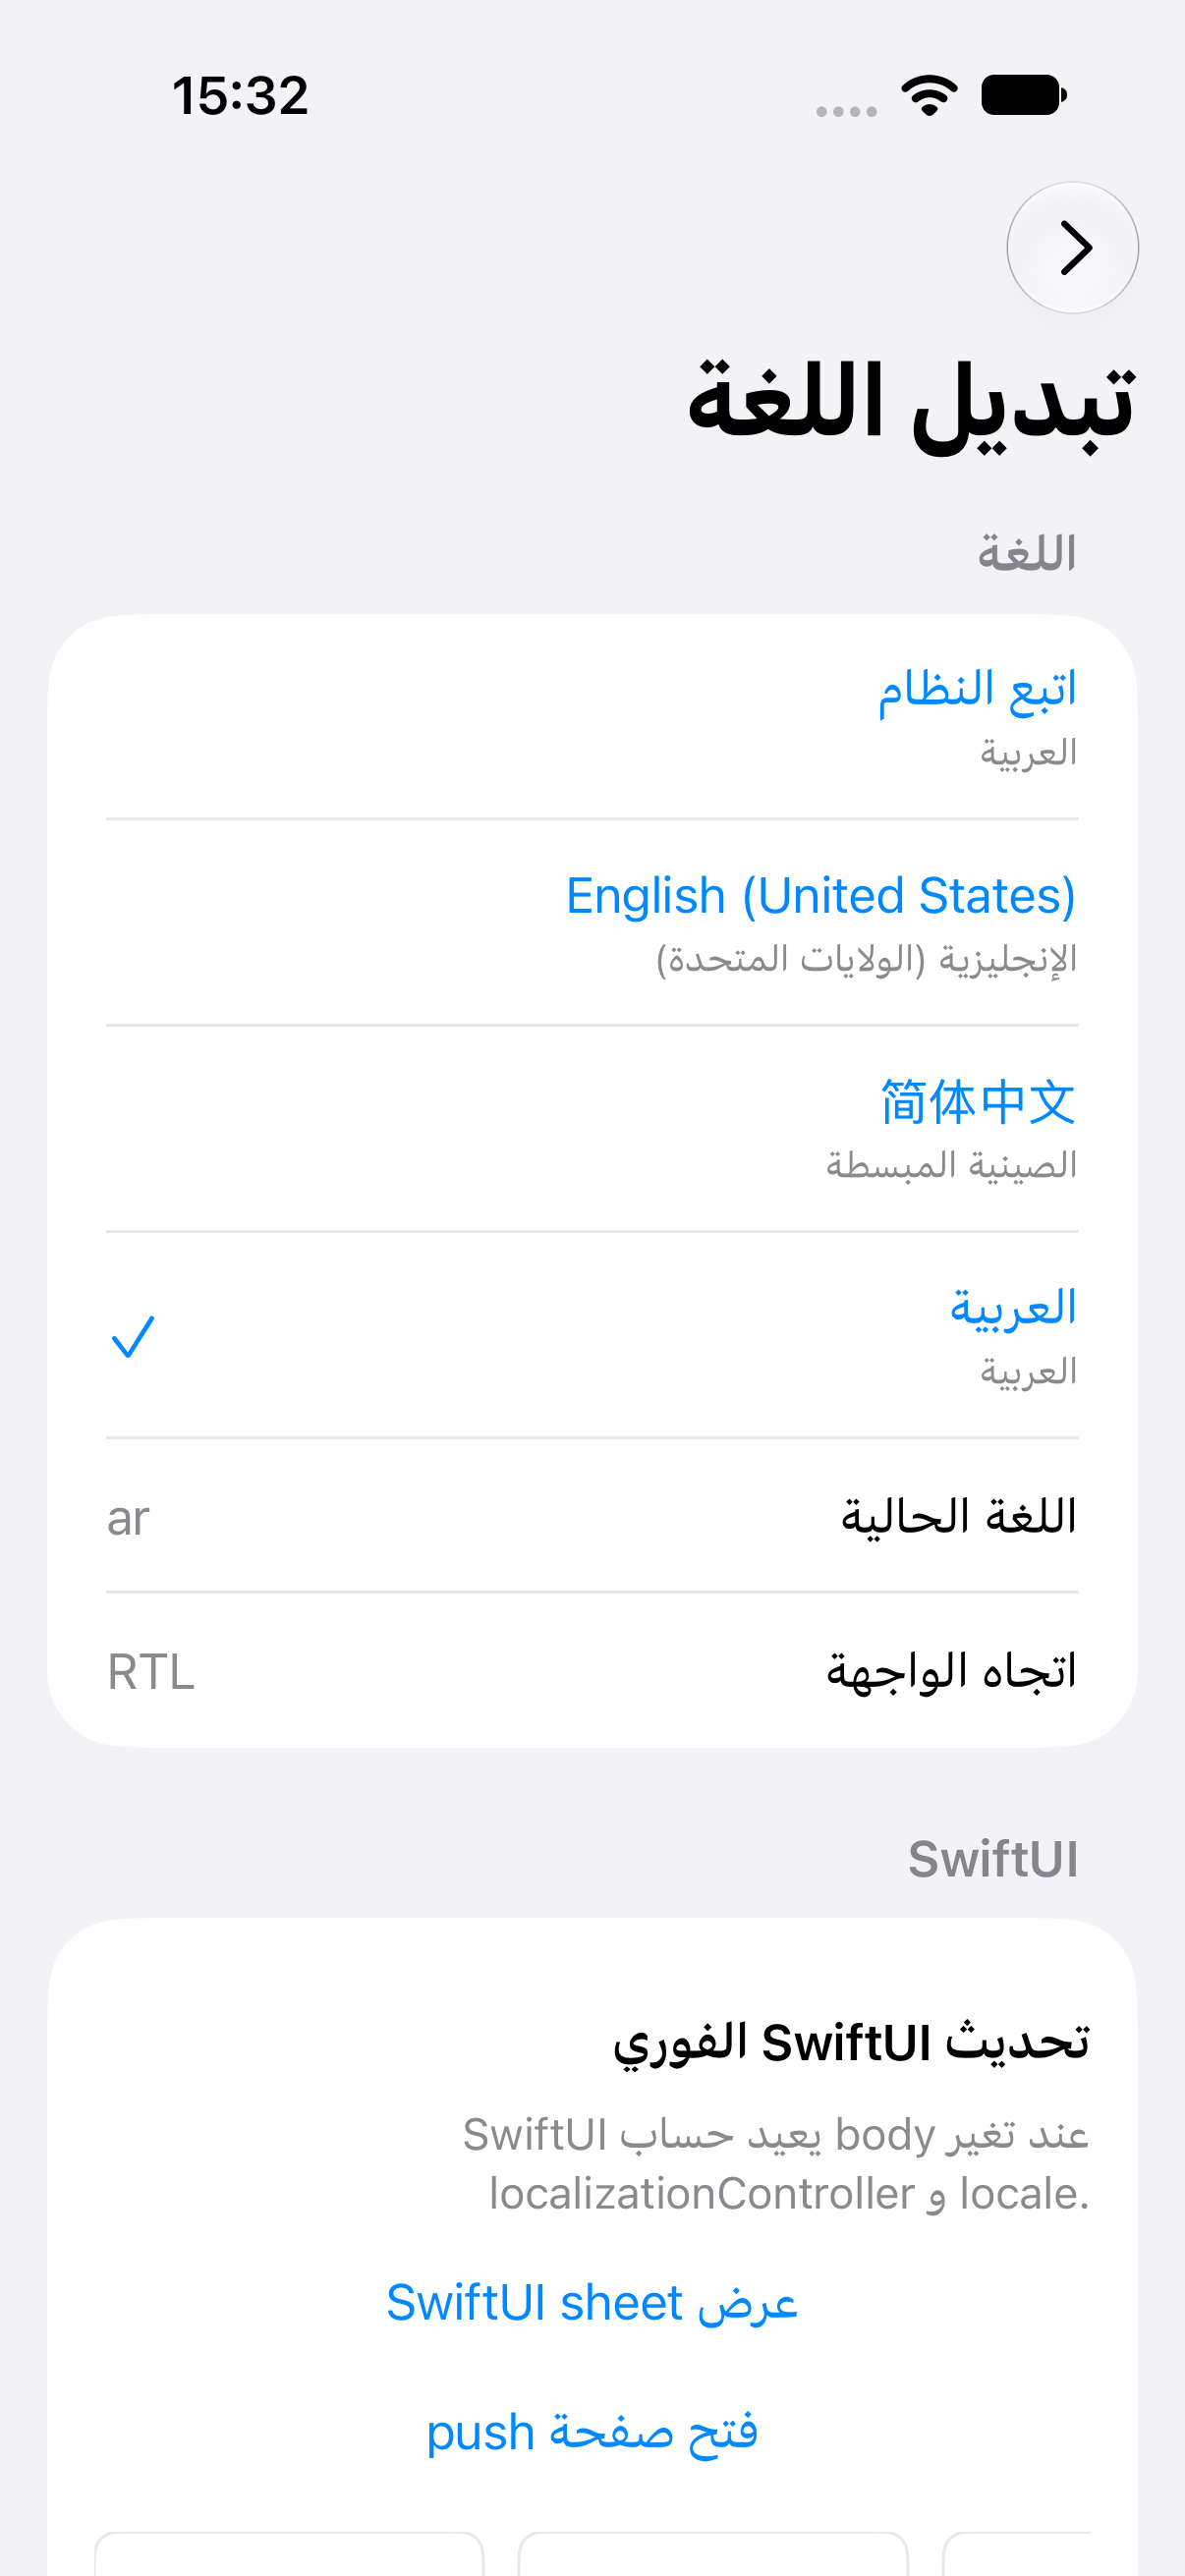 15:32
تبديل اللغة
اللغة
اتبع النظام
العربية
English (United States)
الإنجليزية (الولايات المتحدة)
简体中文
الصينية المبسطة
العربية
العربية
اللغة الحالية ar
اتجاه الواجهة RTL
SwiftUI
تحديث SwiftUI الفوري
عند تغير body يعيد حساب SwiftUI
.locale و localizationController
عرض SwiftUI sheet
فتح صفحة push